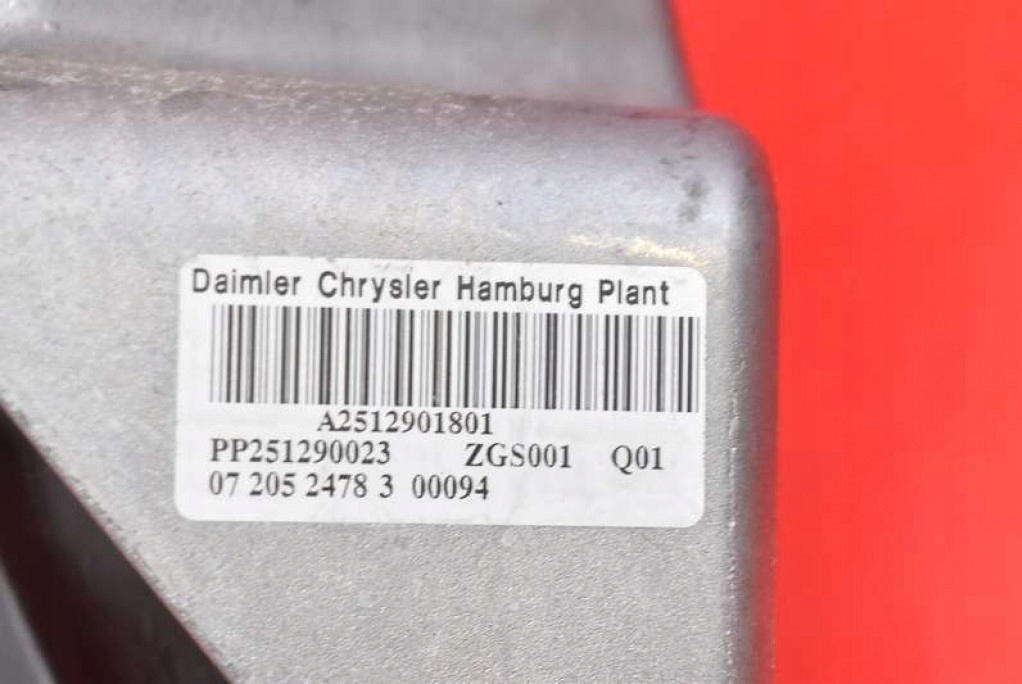 Daimler Chrysler Hamburg Plant
A2512901801
PP251290023 ZGS001 Q01
07 205 2478 3 00094